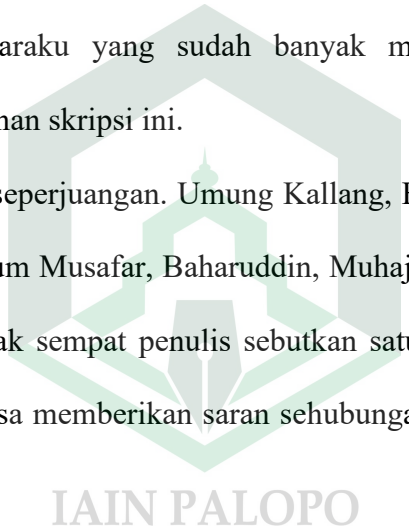 araku yang sudah banyak m
nan skripsi ini.
seperjuangan. Umung Kallang,
um Musafar, Baharuddin, Muhaj
ak sempat penulis sebutkan satu
sa memberikan saran sehubunga
IAIN PALOPO